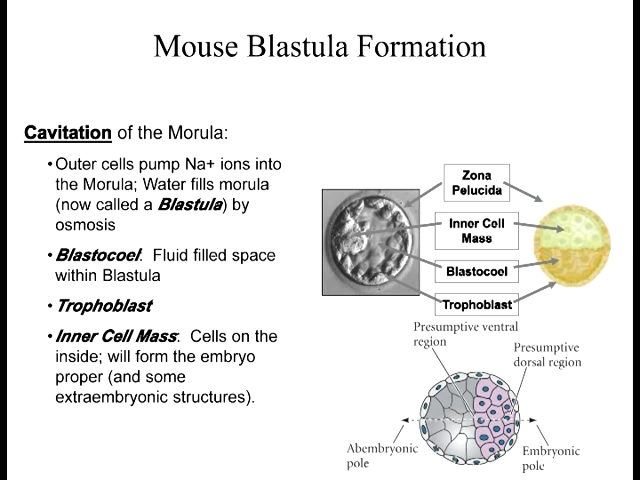 Mouse Blastula Formation
Cavitation of the Morula:
•Outer cells pump Na+ ions into
the Morula; Water fills morula
(now called a Blastula) by
osmosis
•Blastocoel. Fluid filled space
within Blastula
•Trophoblast
•Inner Cell Mass: Cells on the
inside; will form the embryo
proper (and some
extraembryonic structures).
Zona
Pelucida
Inner Cell
Mass
Blastocoel
Trophoblast
Presumptive ventral
region
Presumptive
dorsal region
Abembryonic
pole
Embryonic
pole